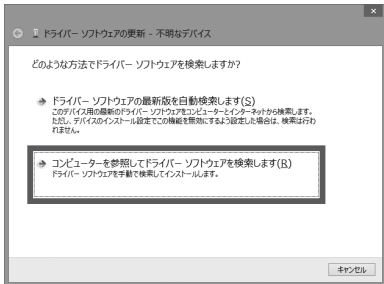 ドライバー ソフトウェアの更新 - 不明なデバイス
どのような方法でドライバー ソフトウェアを検索しますか?
ドライバー ソフトウェアの最新版を自動検索します(S)
このデバイス用の最新のドライバー ソフトウェアをコンピューターとインターネットから検索します。
ただし、デバイスのインストール設定でこの機能を無効にするよう設定した場合は、検索は行わ
れません。
コンピューターを参照してドライバー ソフトウェアを検索します(R)
ドライバー ソフトウェアを手動で検索してインストールします。
キャンセル